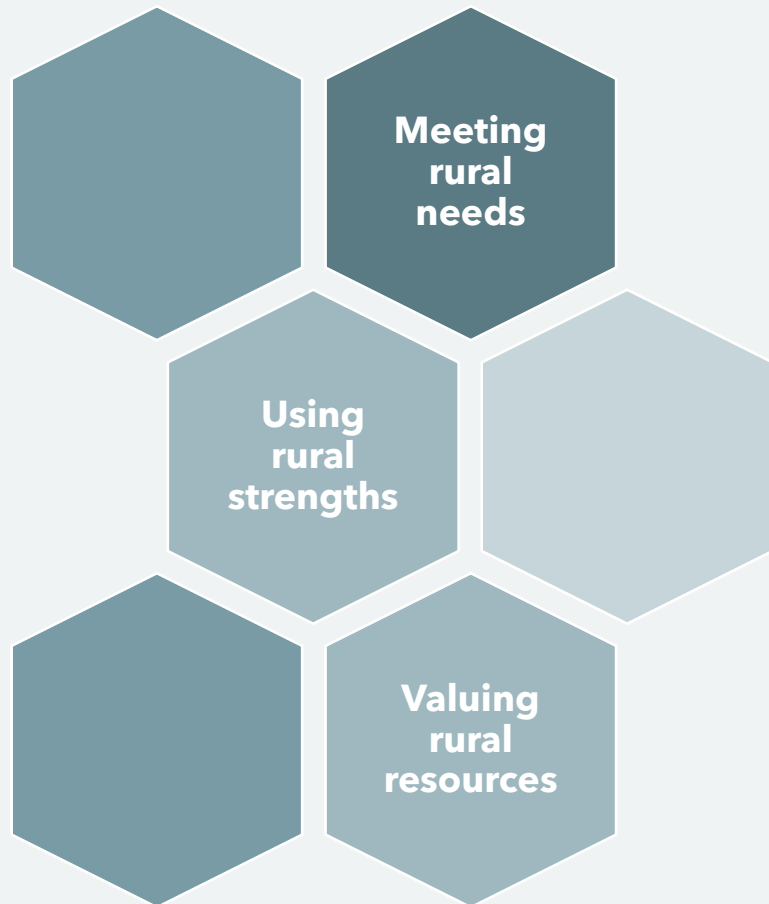 Meeting
rural
needs
Using
rural
strengths
Valuing
rural
resources